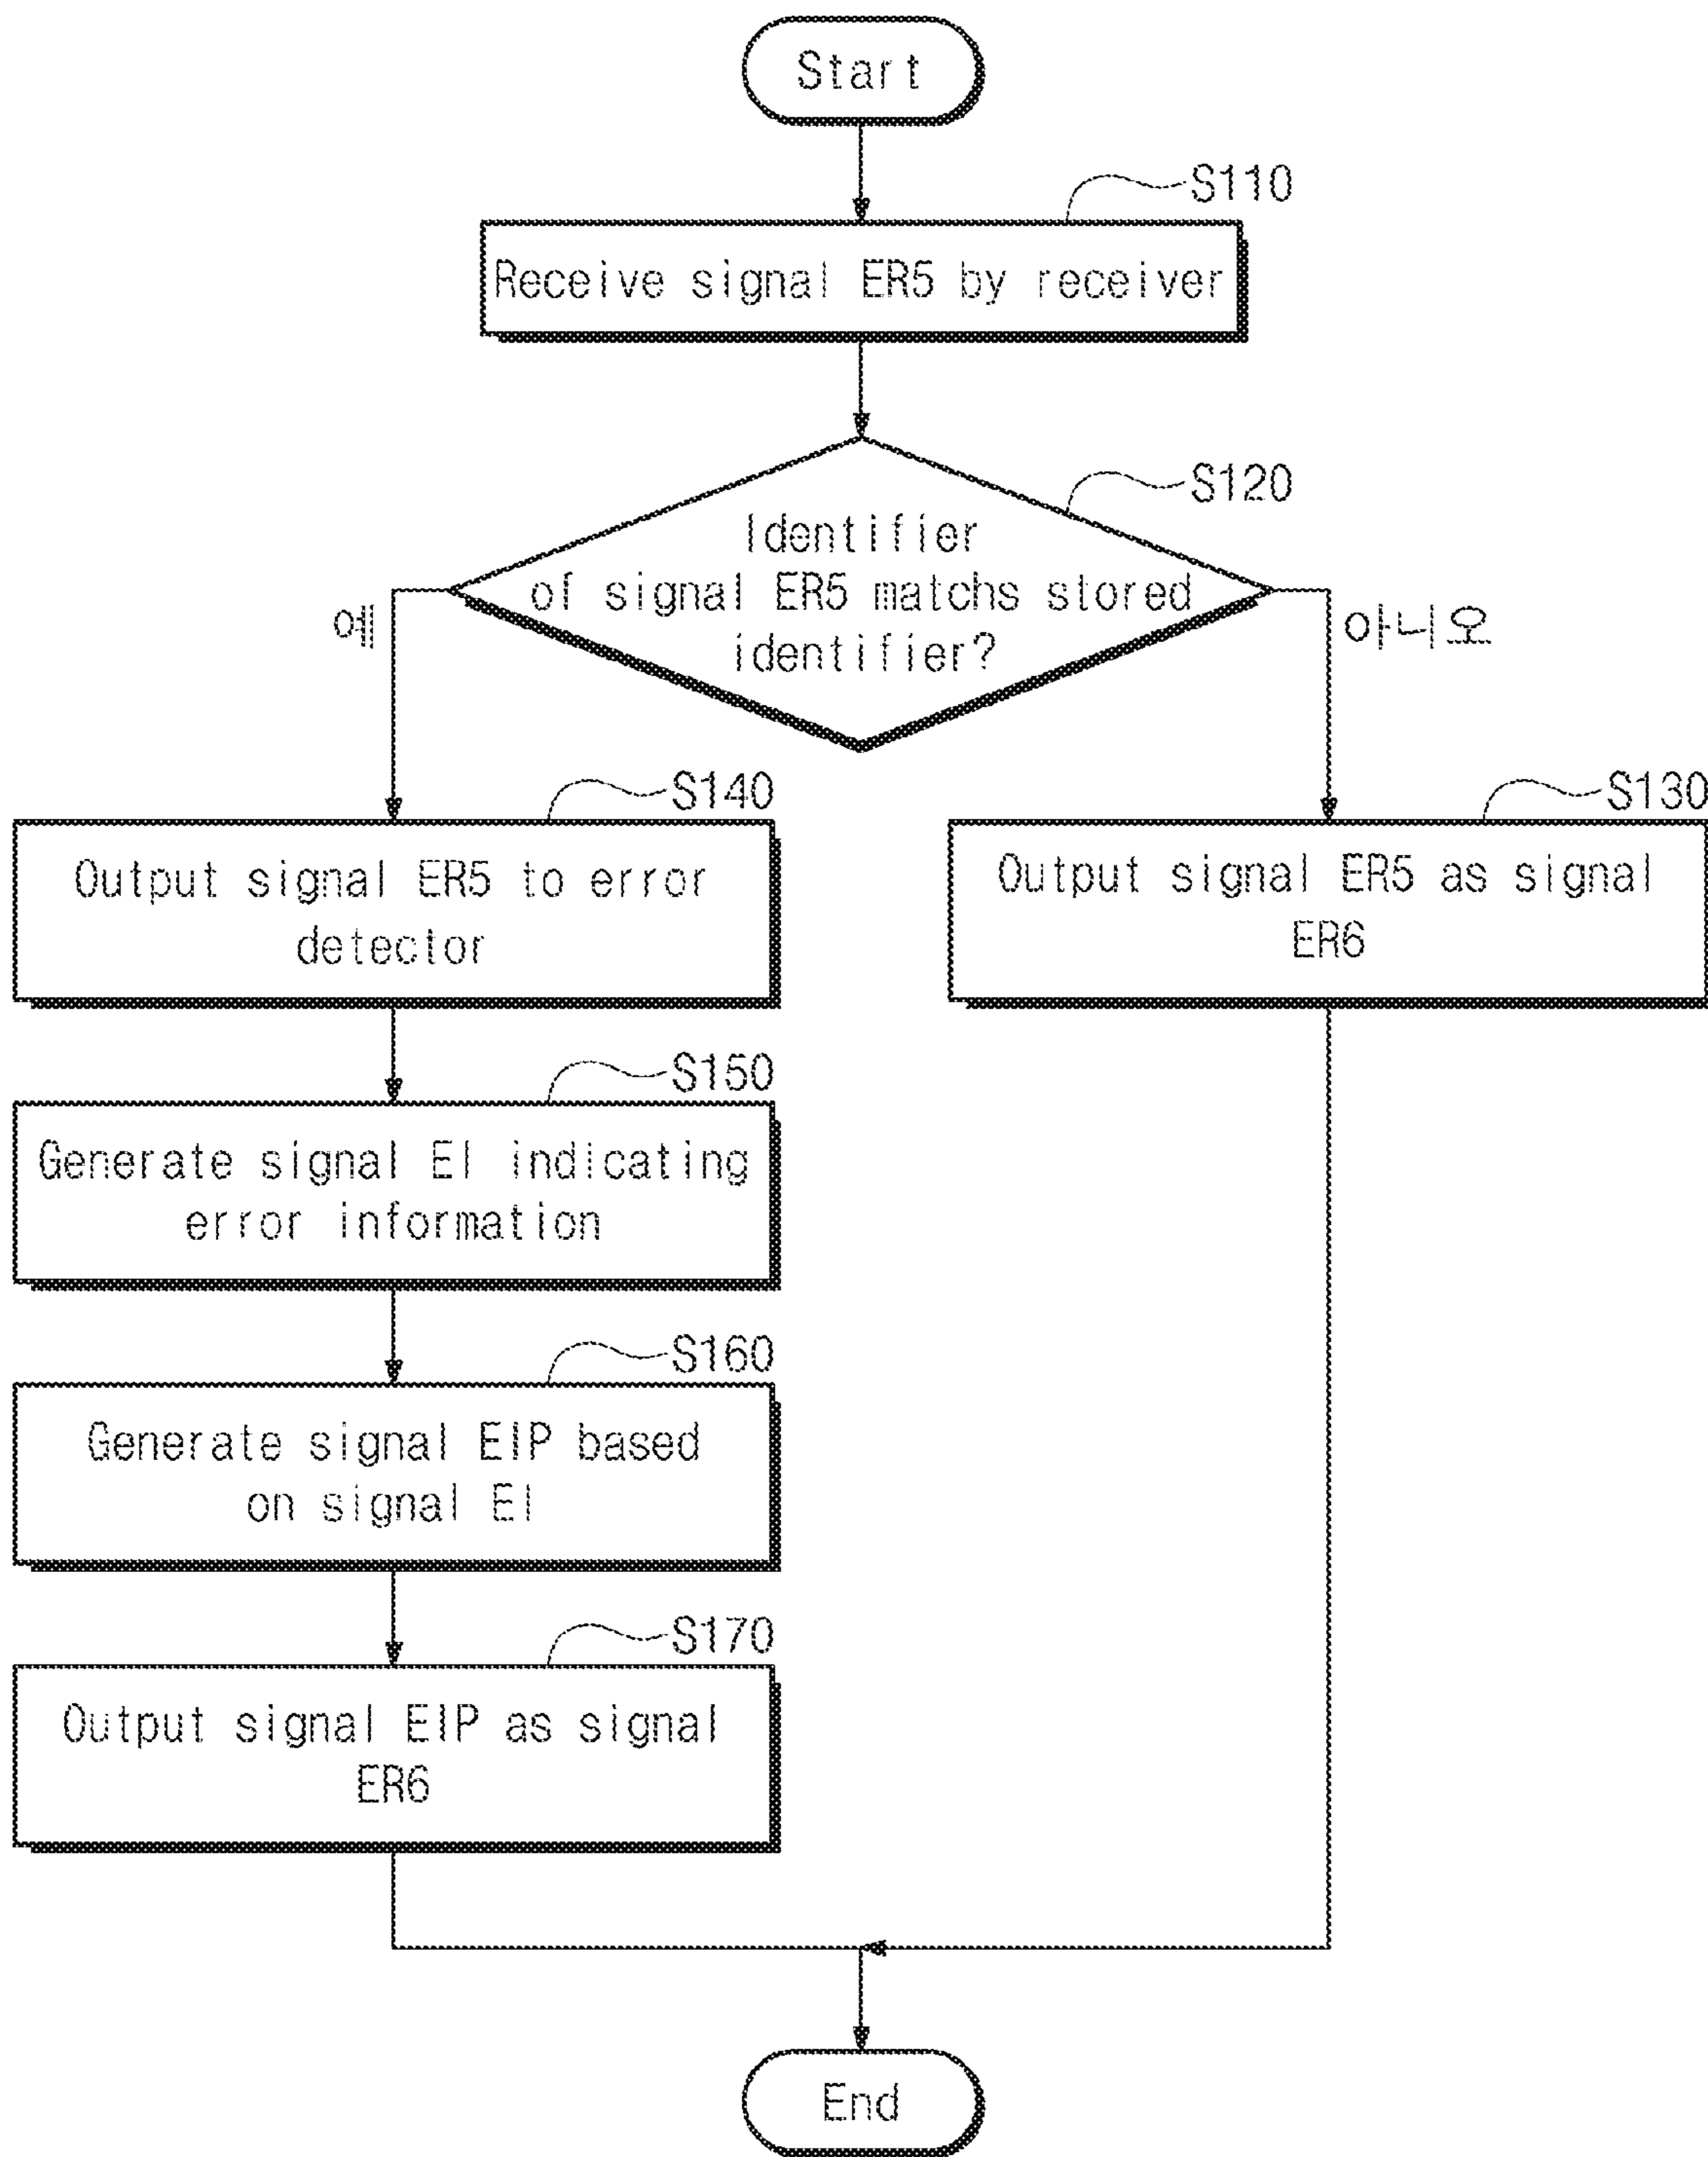 Start
S110
Receive signal ER5 by receiver
S120
Identifier
of signal ER5 matchs stored
identifier?
예
아니오
S140
Output signal ER5 to error
detector
S130
Output signal ER5 as signal
ER6
S150
Generate signal EI indicating
error information
S160
Generate signal EIP based
on signal EI
S170
Output signal EIP as signal
ER6
End